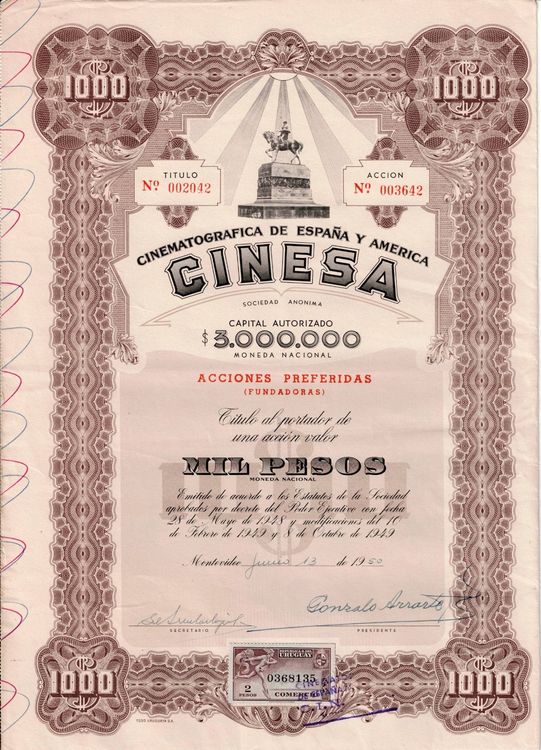 1000
1000
TITULO
Nº 002042
ACCION
Nº 003642
CINEMATOGRAFICA DE ESPAÑA Y AMERICA
CINESA
SOCIEDAD ANONIMA
CAPITAL AUTORIZADO
$ 3.000.000
MONEDA NACIONAL
ACCIONES PREFERIDAS
(FUNDADORAS)
Título al portador de
una acción valor
MIL PESOS
MONEDA NACIONAL
Emitido de acuerdo a los Estatutos de la Sociedad
aprobados por decreto del Poder Ejecutivo con fecha
28 de Mayo de 1948 y modificaciones del 10
de Febrero de 1949 y 8 de Octubre de 1949
Montevideo Junio 13 de 1950
Gonzalo Arrarte
SECRETARIO
PRESIDENTE
URUGUAY
0368135
2
PESOS
CINEMAT
DE ESPAÑA
1000
1000